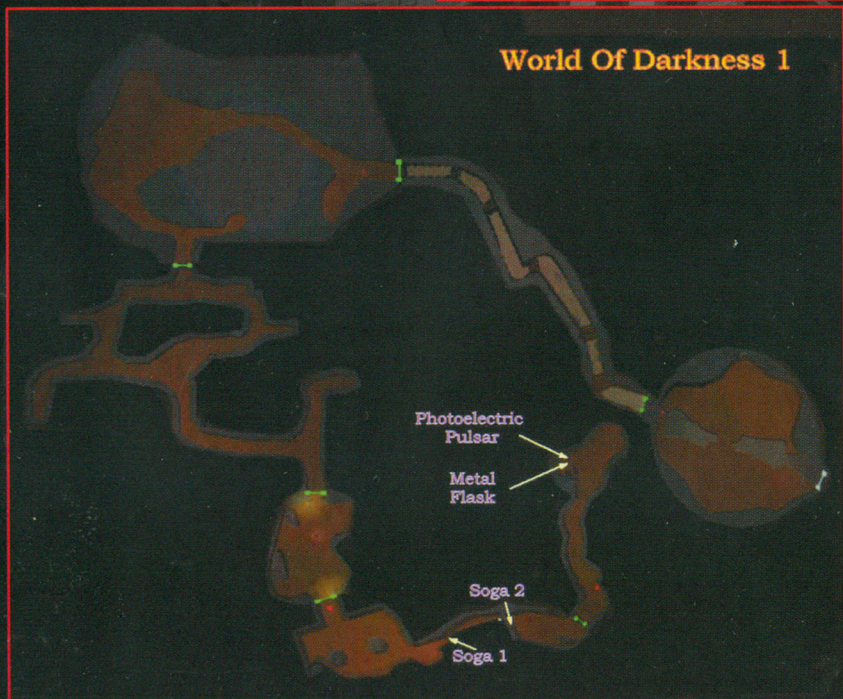 World Of Darkness 1
Photoelectric
Pulsar
Metal
Flask
Soga 2
Soga 1